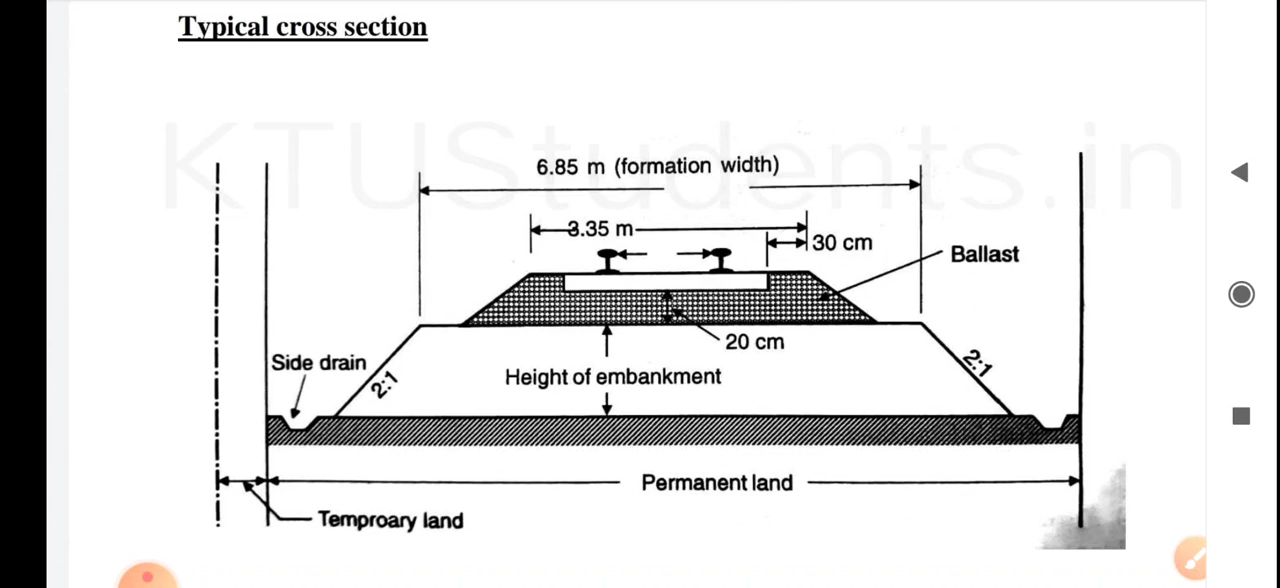 Typical cross section
KTUStudents.in
6.85 m (formation width)
3.35 m
30 cm
Ballast
20 cm
Side drain
2:1
2:1
Height of embankment
Permanent land
Temproary land